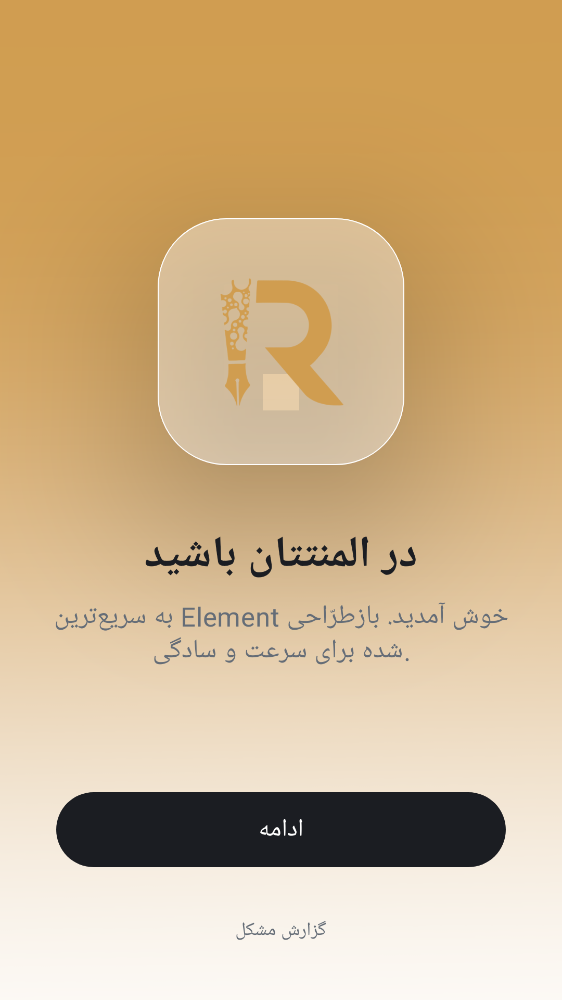 R
در المنتتان باشید
به سریع‌ترین Element خوش آمدید. بازطرّاحی
شده برای سرعت و سادگی.
ادامه
گزارش مشکل